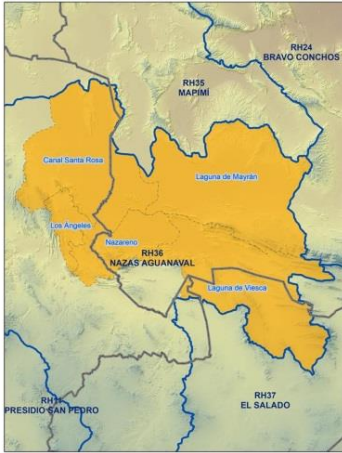 RH24
BRAVO CONCHOS
RH35
MAPIMÍ
Canal Santa Rosa
Laguna de Mayrán
Los Ángeles
Nazareno
RH36
NAZAS AGUANAVAL
Laguna de Viesca
RH11
PRESIDIO SAN PEDRO
RH37
EL SALADO